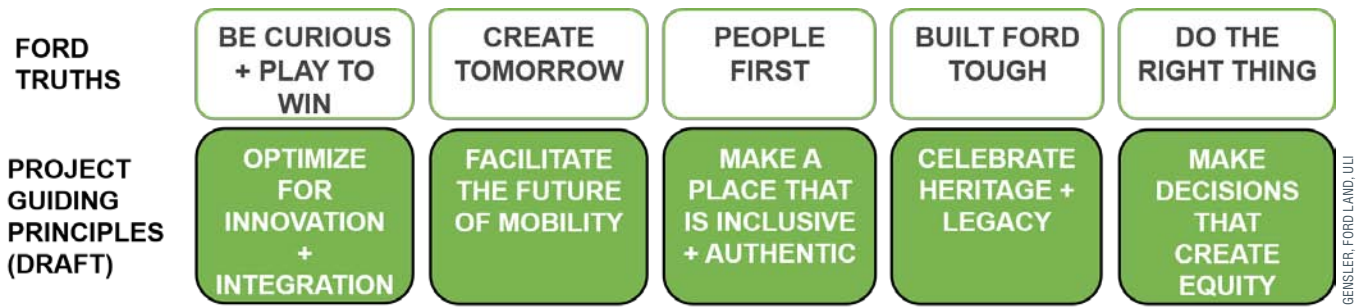 FORD
TRUTHS
BE CURIOUS
+ PLAY TO
WIN
CREATE
TOMORROW
PEOPLE
FIRST
BUILT FORD
TOUGH
DO THE
RIGHT THING
PROJECT
GUIDING
PRINCIPLES
(DRAFT)
OPTIMIZE
FOR
INNOVATION
+
INTEGRATION
FACILITATE
THE FUTURE
OF MOBILITY
MAKE A
PLACE THAT
IS INCLUSIVE
+ AUTHENTIC
CELEBRATE
HERITAGE +
LEGACY
MAKE
DECISIONS
THAT
CREATE
EQUITY
GENSLER, FORD LAND, ULI